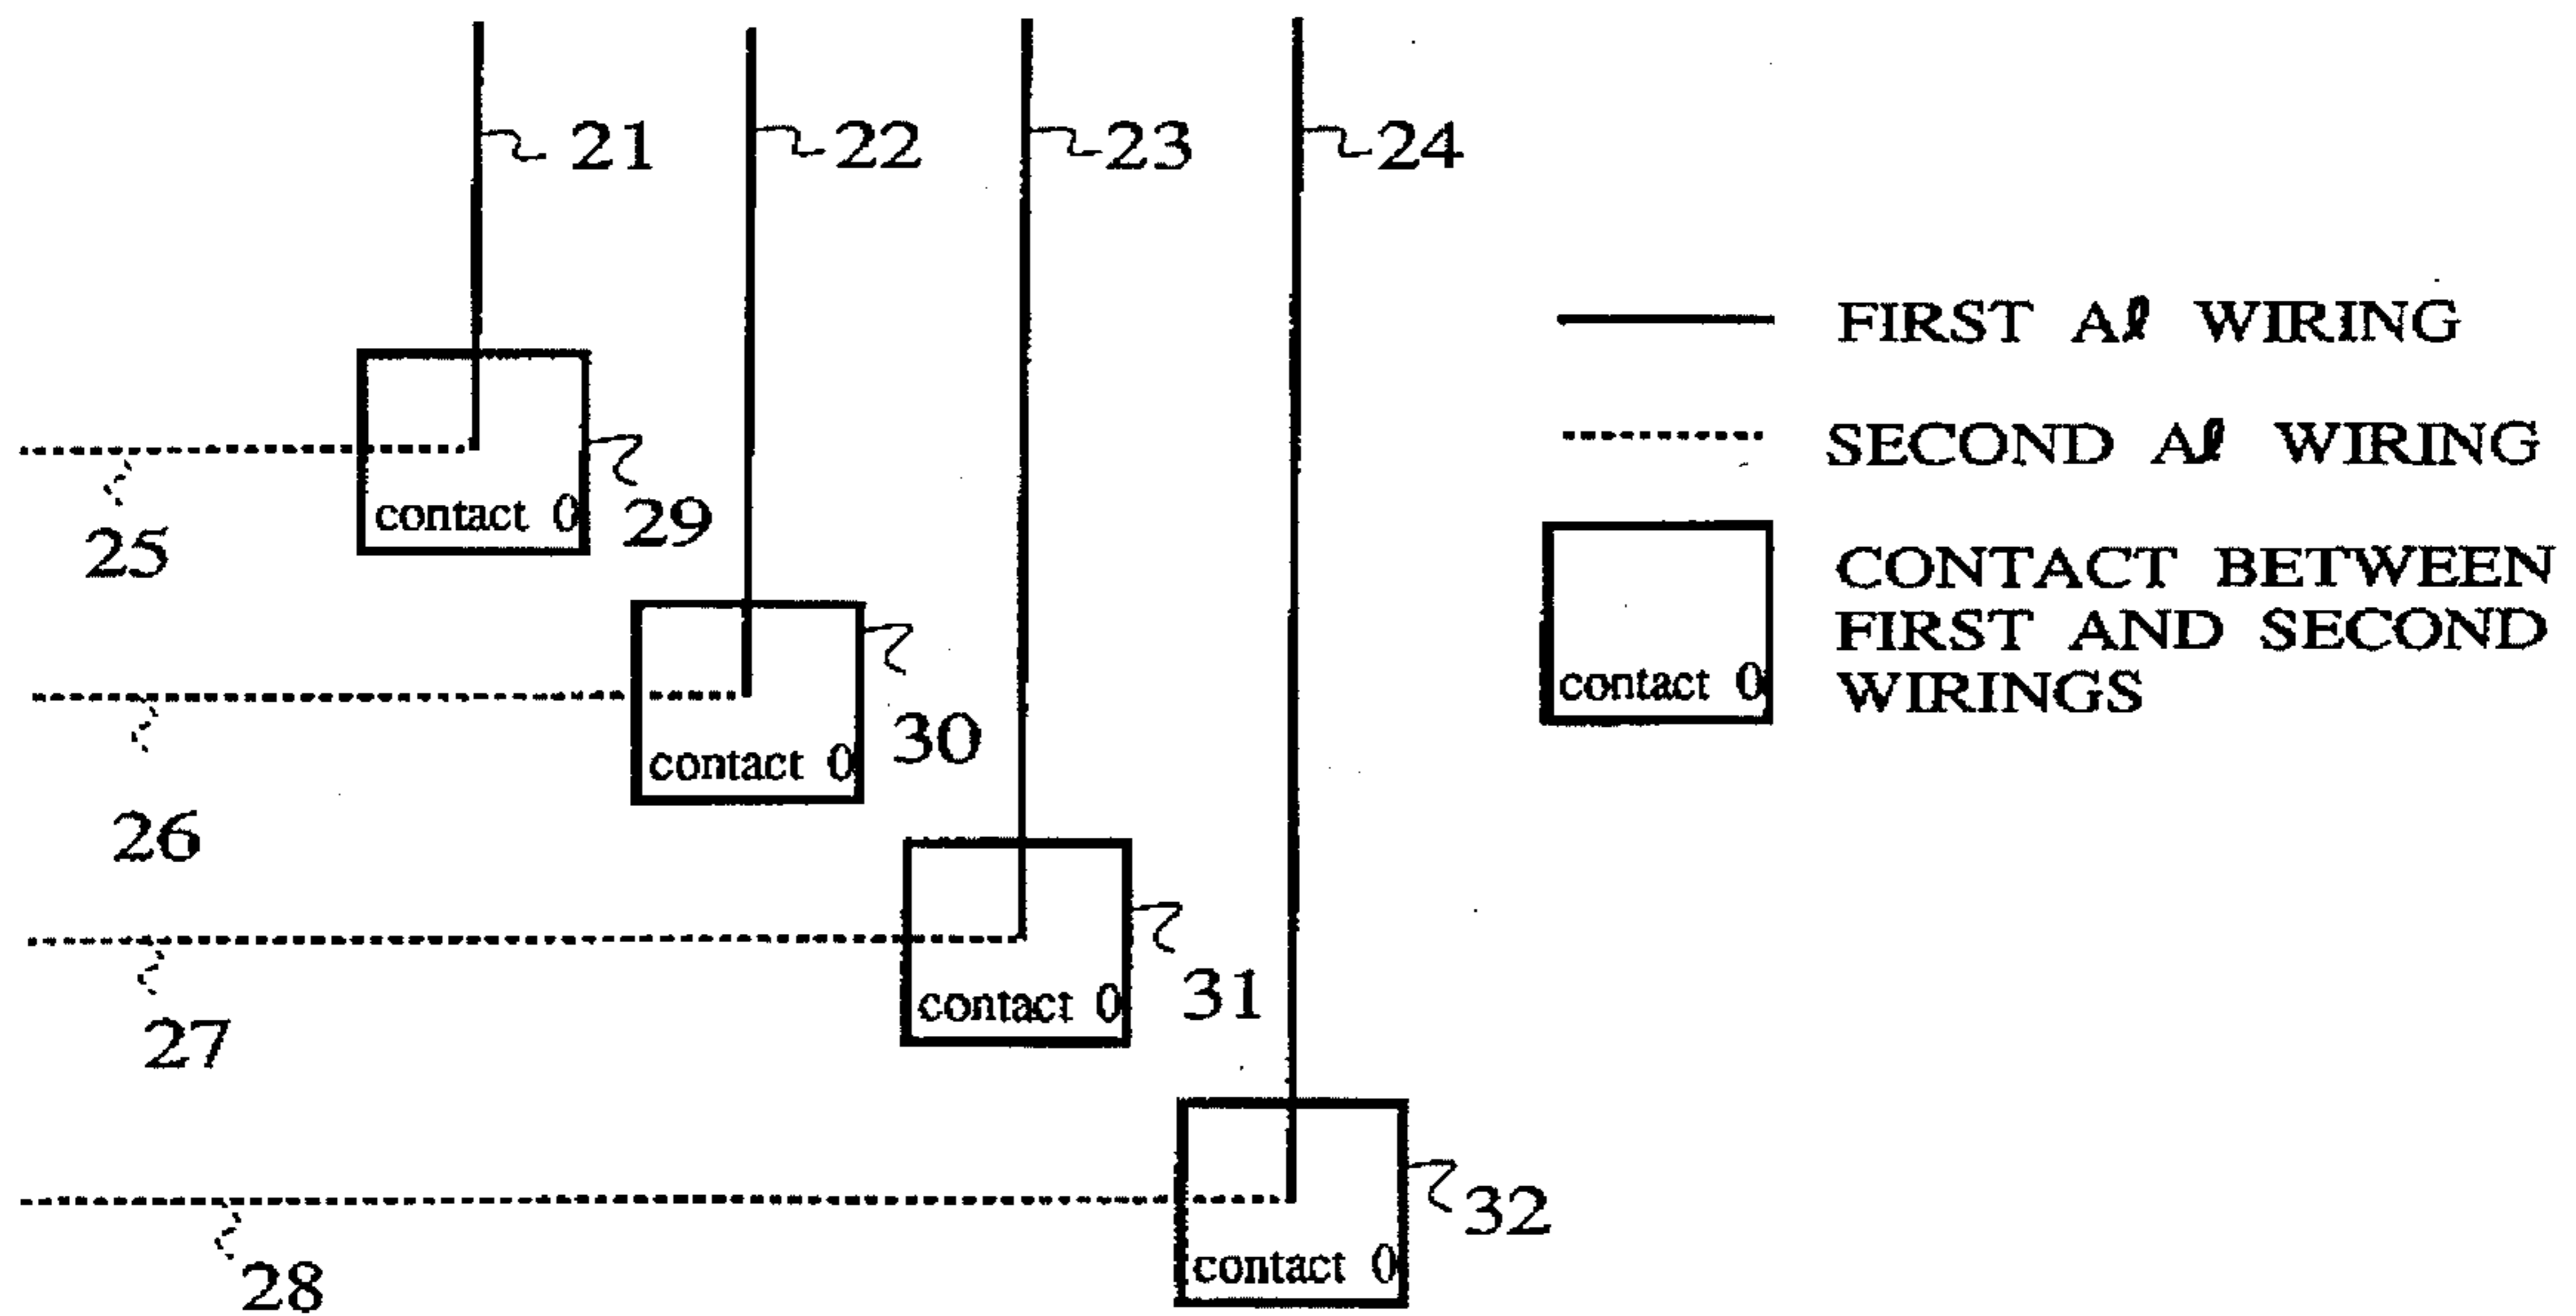 21
22
23
24
FIRST Aℓ WIRING
SECOND Aℓ WIRING
25
contact 0
29
26
contact 0
30
contact 0
CONTACT BETWEEN
FIRST AND SECOND
WIRINGS
27
contact 0
31
28
contact 0
32